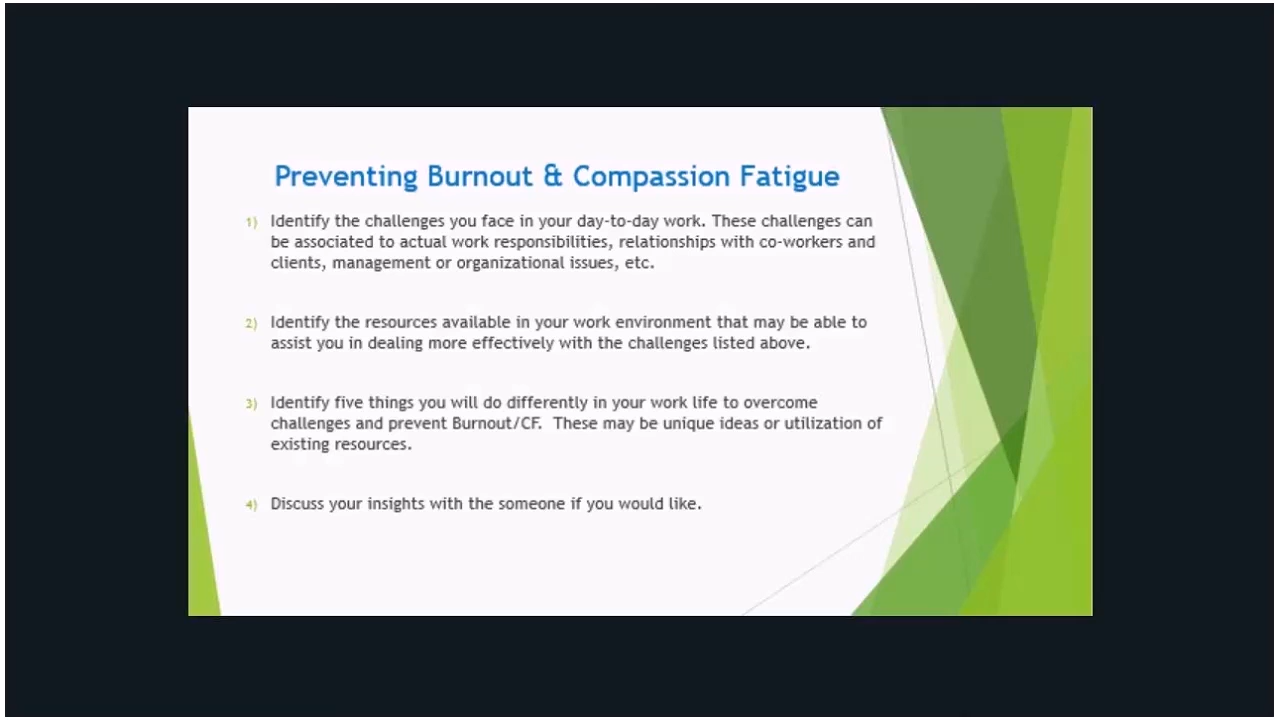 Preventing Burnout & Compassion Fatigue
1) Identify the challenges you face in your day-to-day work. These challenges can
be associated to actual work responsibilities, relationships with co-workers and
clients, management or organizational issues, etc.
2) Identify the resources available in your work environment that may be able to
assist you in dealing more effectively with the challenges listed above.
3) Identify five things you will do differently in your work life to overcome
challenges and prevent Burnout/CF. These may be unique ideas or utilization of
existing resources.
4) Discuss your insights with the someone if you would like.